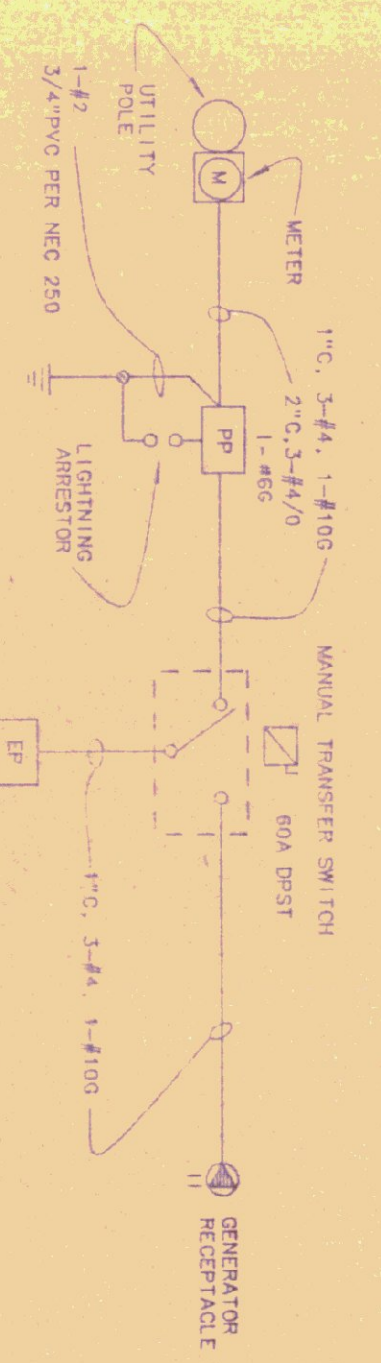 UTILITY
POLE
M
METER
1-#2
3/4"PVC PER NEC 250
1"C, 3-#4, 1-#10G
2"C,3-#4/0
1-#6G
PP
LIGHTNING
ARRESTOR
MANUAL TRANSFER SWITCH
60A DPST
EP
1"C, 3-#4, 1-#10G
GENERATOR
RECEPTACLE